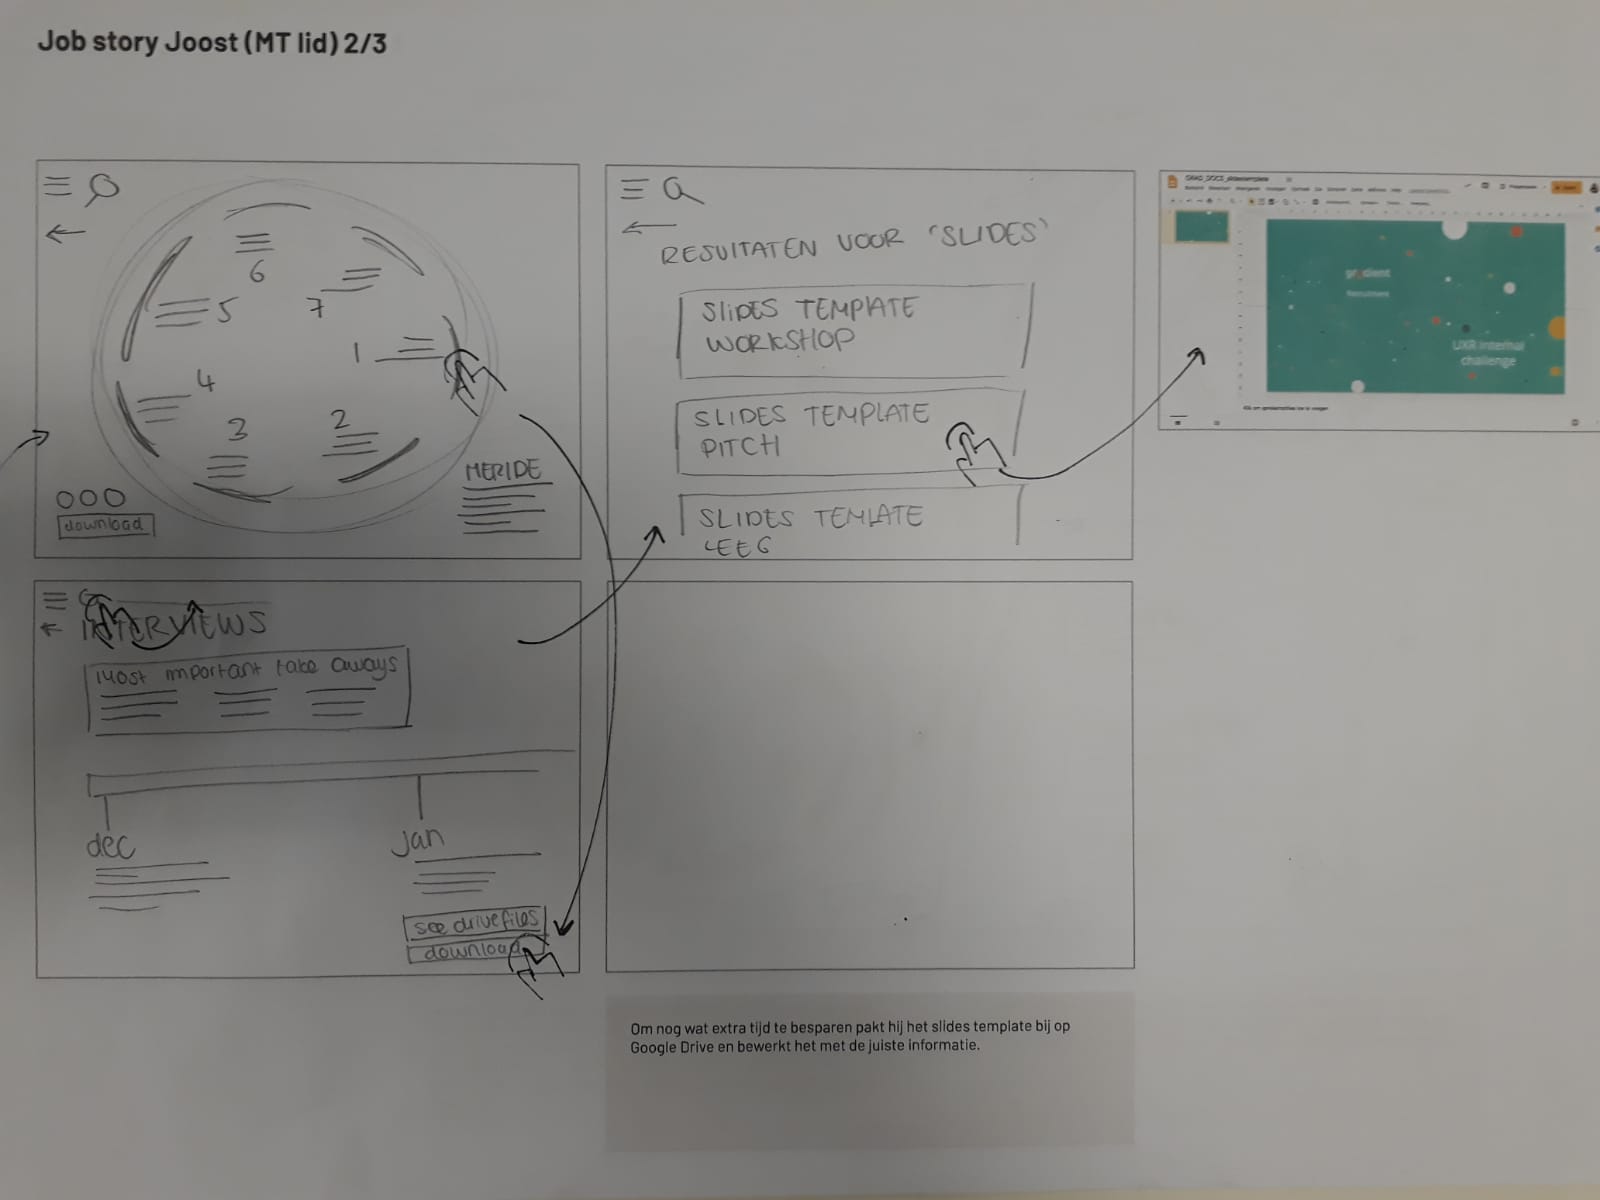 Job story Joost (MT lid) 2/3
6
5
7
1
4
3
2
download
MERIDE
RESULTATEN VOOR 'SLIDES'
SLIDES TEMPLATE
WORKSHOP
SLIDES TEMPLATE
PITCH
SLIDES TEMLATE
LEEG
gradient
Recruitment
UXR internal
challenge
INTERVIEWS
Most important take aways
dec
jan
see drive files
download
Om nog wat extra tijd te besparen pakt hij het slides template bij op
Google Drive en bewerkt het met de juiste informatie.